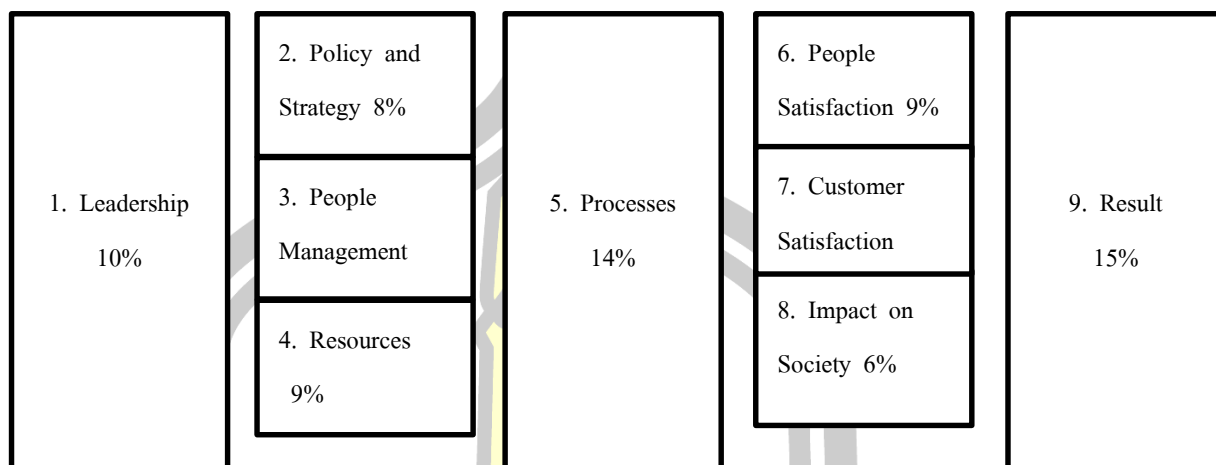 1. Leadership
10%
2. Policy and
Strategy 8%
3. People
Management
4. Resources
9%
5. Processes
14%
6. People
Satisfaction 9%
7. Customer
Satisfaction
8. Impact on
Society 6%
9. Result
15%